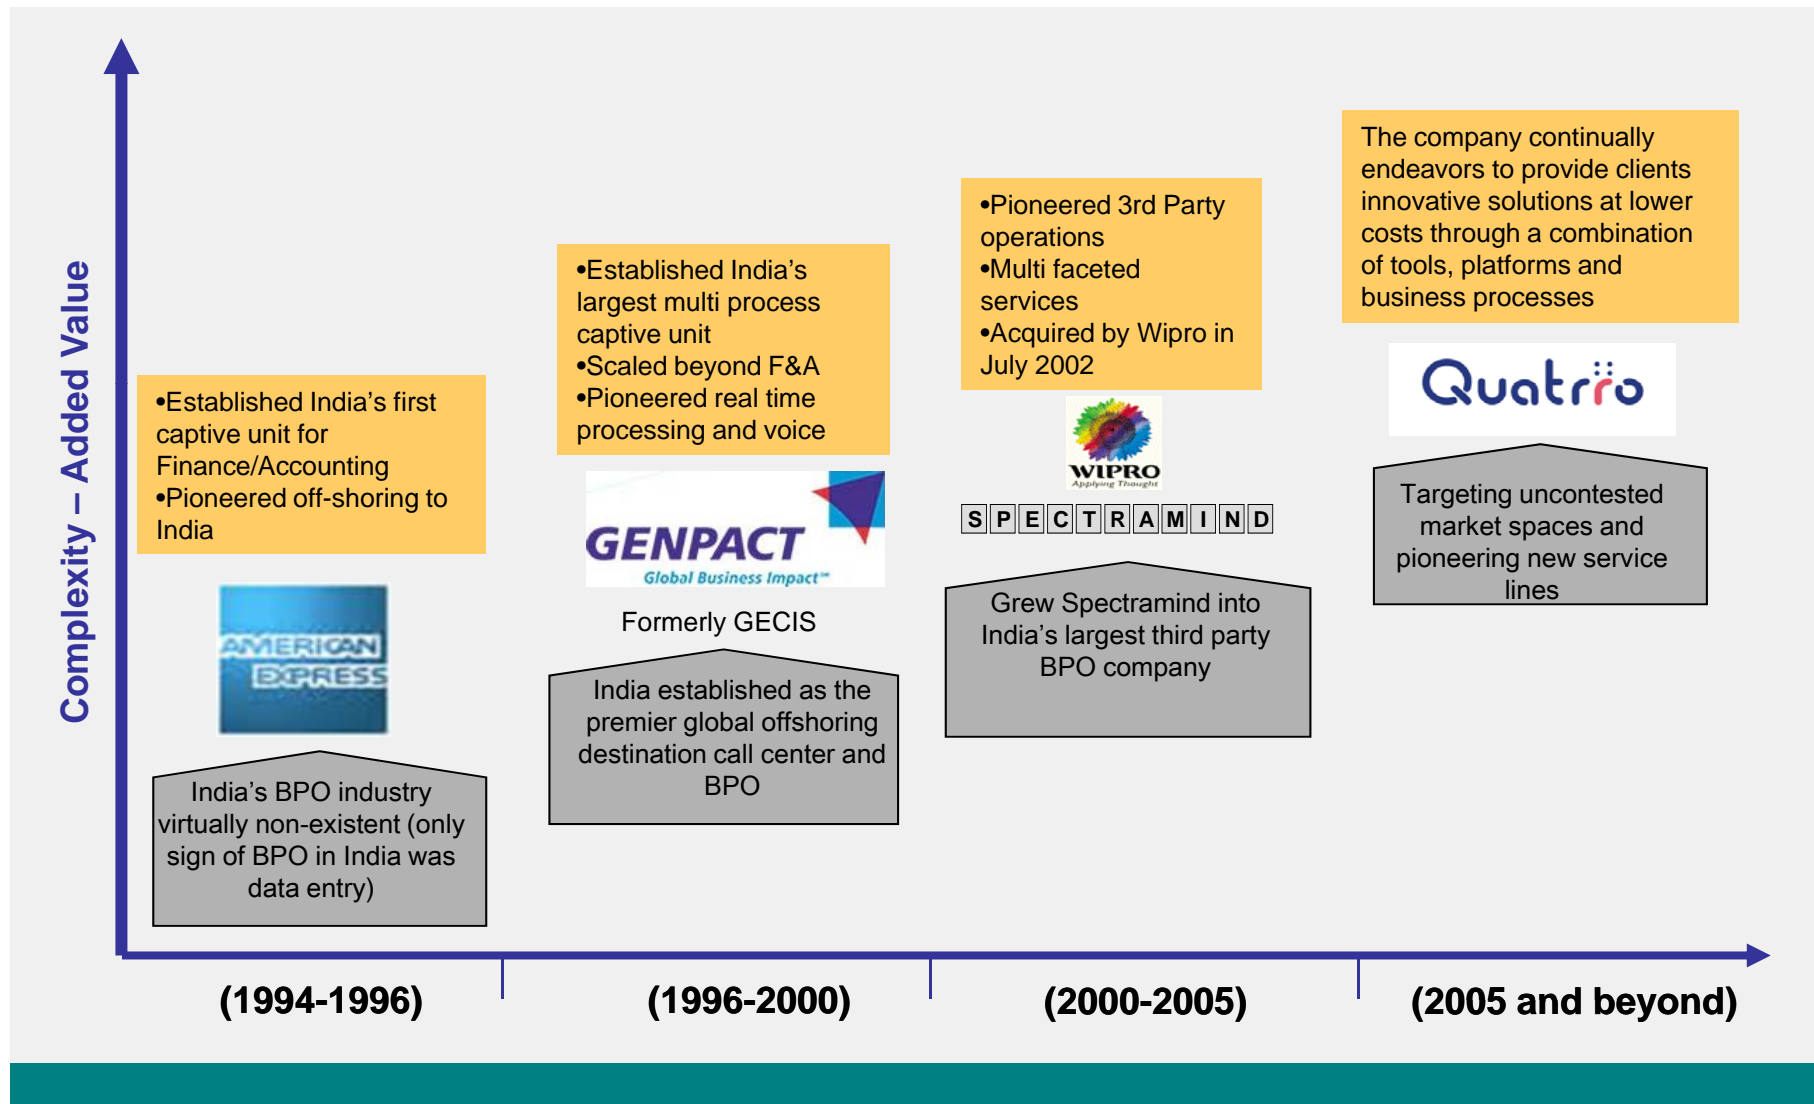 Complexity – Added Value
•Established India’s first
captive unit for
Finance/Accounting
•Pioneered off-shoring to
India
AMERICAN
EXPRESS
India’s BPO industry
virtually non-existent (only
sign of BPO in India was
data entry)
(1994-1996)
•Established India’s
largest multi process
captive unit
•Scaled beyond F&A
•Pioneered real time
processing and voice
GENPACT
Global Business Impact℠
Formerly GECIS
India established as the
premier global offshoring
destination call center and
BPO
(1996-2000)
•Pioneered 3rd Party
operations
•Multi faceted
services
•Acquired by Wipro in
July 2002
WIPRO
Applying Thought
SPECTRAMIND
Grew Spectramind into
India’s largest third party
BPO company
(2000-2005)
The company continually
endeavors to provide clients
innovative solutions at lower
costs through a combination
of tools, platforms and
business processes
Quatrro
Targeting uncontested
market spaces and
pioneering new service
lines
(2005 and beyond)